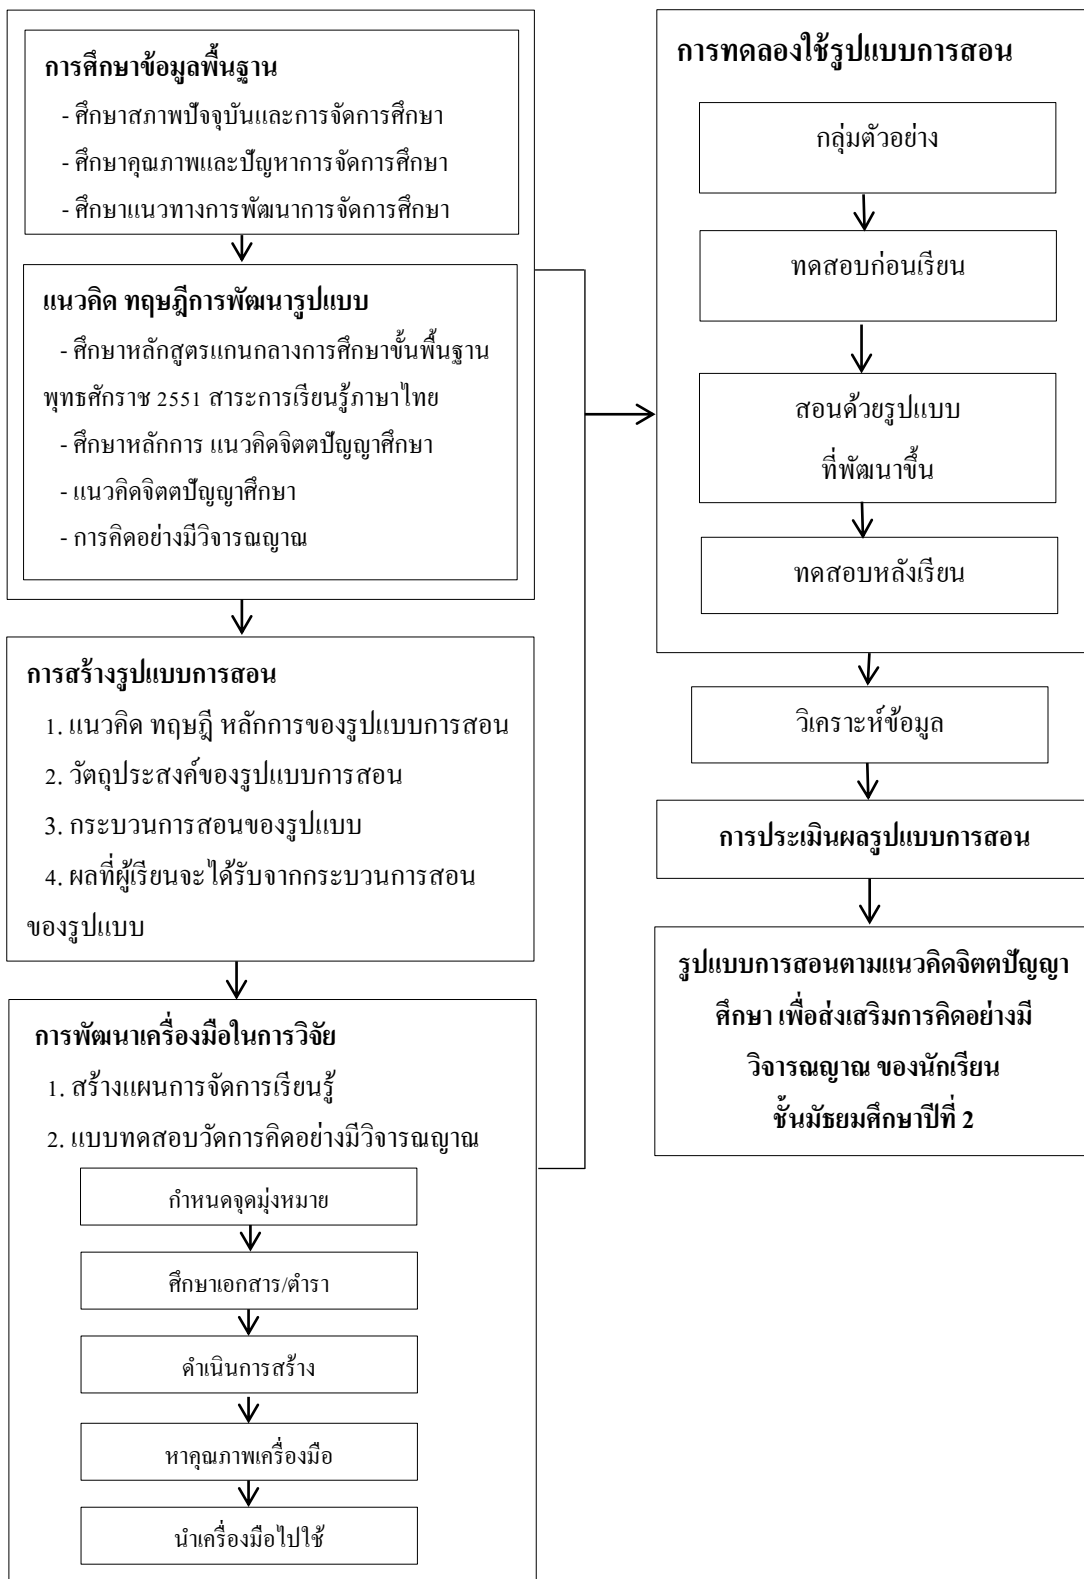 การศึกษาข้อมูลพื้นฐาน
- ศึกษาสภาพปัจจุบันและการจัดการศึกษา
- ศึกษาคุณภาพและปัญหาการจัดการศึกษา
- ศึกษาแนวทางการพัฒนาการจัดการศึกษา
แนวคิด ทฤษฎีการพัฒนารูปแบบ
- ศึกษาหลักสูตรแกนกลางการศึกษาขั้นพื้นฐาน
พุทธศักราช 2551 สาระการเรียนรู้ภาษาไทย
- ศึกษาหลักการ แนวคิดจิตตปัญญาศึกษา
- แนวคิดจิตตปัญญาศึกษา
- การคิดอย่างมีวิจารณญาณ
การสร้างรูปแบบการสอน
1. แนวคิด ทฤษฎี หลักการของรูปแบบการสอน
2. วัตถุประสงค์ของรูปแบบการสอน
3. กระบวนการสอนของรูปแบบ
4. ผลที่ผู้เรียนจะได้รับจากกระบวนการสอน
ของรูปแบบ
การพัฒนาเครื่องมือในการวิจัย
1. สร้างแผนการจัดการเรียนรู้
2. แบบทดสอบวัดการคิดอย่างมีวิจารณญาณ
กำหนดจุดมุ่งหมาย
ศึกษาเอกสาร/ตำรา
ดำเนินการสร้าง
หาคุณภาพเครื่องมือ
นำเครื่องมือไปใช้
การทดลองใช้รูปแบบการสอน
กลุ่มตัวอย่าง
ทดสอบก่อนเรียน
สอนด้วยรูปแบบ
ที่พัฒนาขึ้น
ทดสอบหลังเรียน
วิเคราะห์ข้อมูล
การประเมินผลรูปแบบการสอน
รูปแบบการสอนตามแนวคิดจิตตปัญญา
ศึกษา เพื่อส่งเสริมการคิดอย่างมี
วิจารณญาณ ของนักเรียน
ชั้นมัธยมศึกษาปีที่ 2